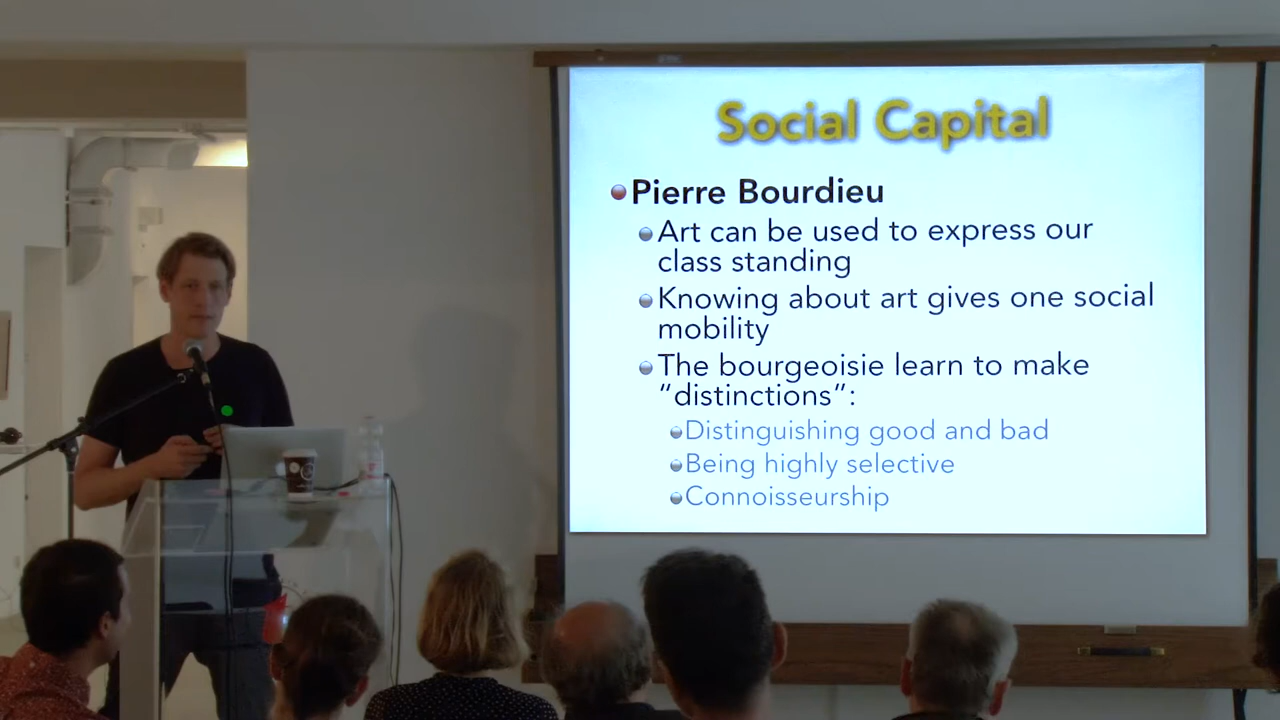 Social Capital
Pierre Bourdieu
Art can be used to express our
class standing
Knowing about art gives one social
mobility
The bourgeoisie learn to make
“distinctions”:
Distinguishing good and bad
Being highly selective
Connoisseurship